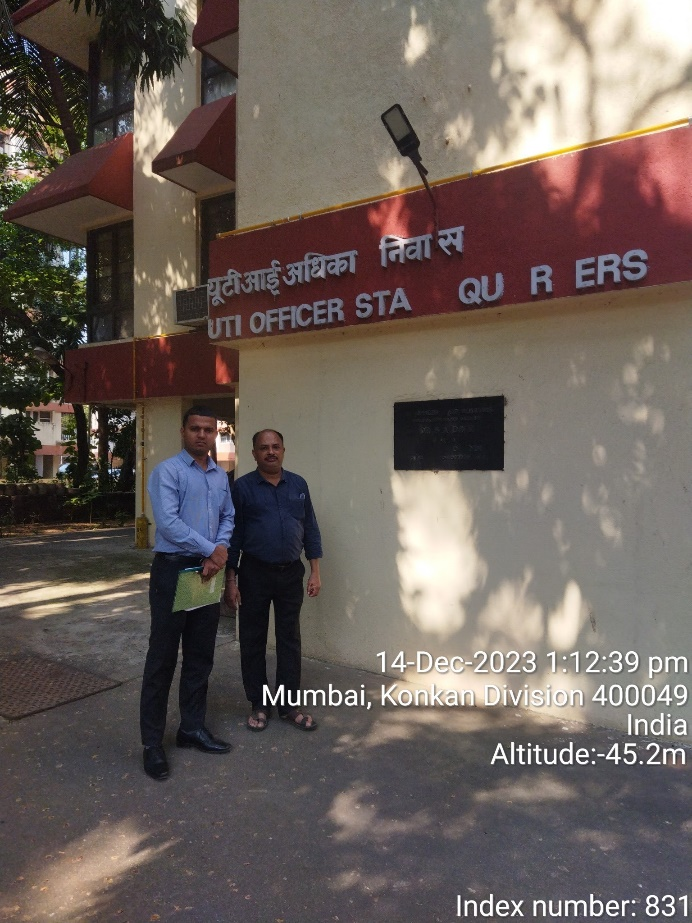 यूटीआई अधिका निवास
UTI OFFICER STA QU R ERS
14-Dec-2023 1:12:39 pm
Mumbai, Konkan Division 400049
India
Altitude:-45.2m
Index number: 831